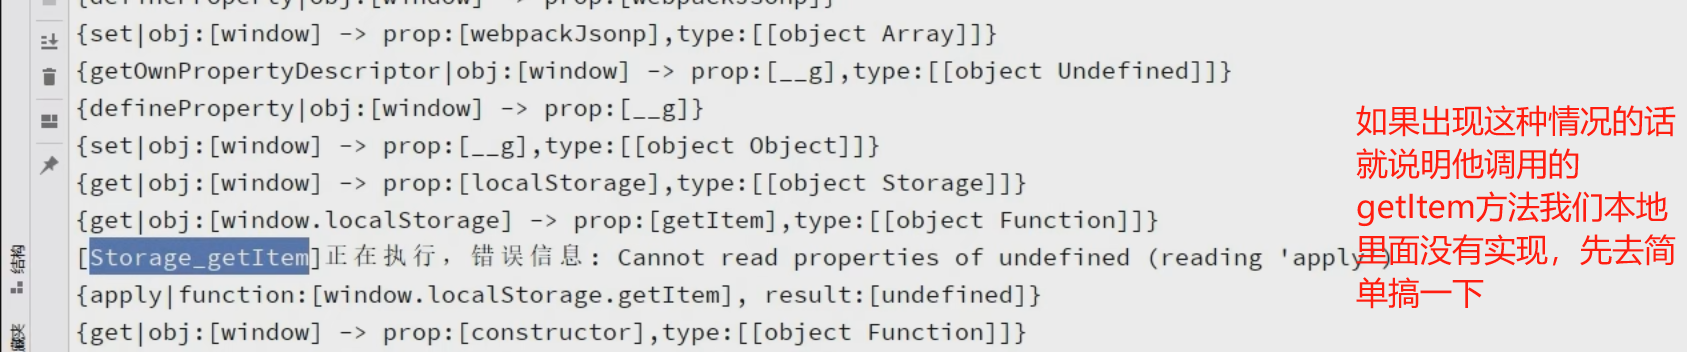 {defineProperty|obj:[window] -> prop:[webpackJsonp]}
{set|obj:[window] -> prop:[webpackJsonp],type:[[object Array]]}
{getOwnPropertyDescriptor|obj:[window] -> prop:[__g],type:[[object Undefined]]}
{defineProperty|obj:[window] -> prop:[__g]}
{set|obj:[window] -> prop:[__g],type:[[object Object]]}
{get|obj:[window] -> prop:[localStorage],type:[[object Storage]]}
{get|obj:[window.localStorage] -> prop:[getItem],type:[[object Function]]}
[Storage_getItem]正在执行，错误信息: Cannot read properties of undefined (reading 'apply')
{apply|function:[window.localStorage.getItem], result:[undefined]}
{get|obj:[window] -> prop:[constructor],type:[[object Function]]}
如果出现这种情况的话
就说明他调用的
getItem方法我们本地
里面没有实现，先去简
单搞一下
结构